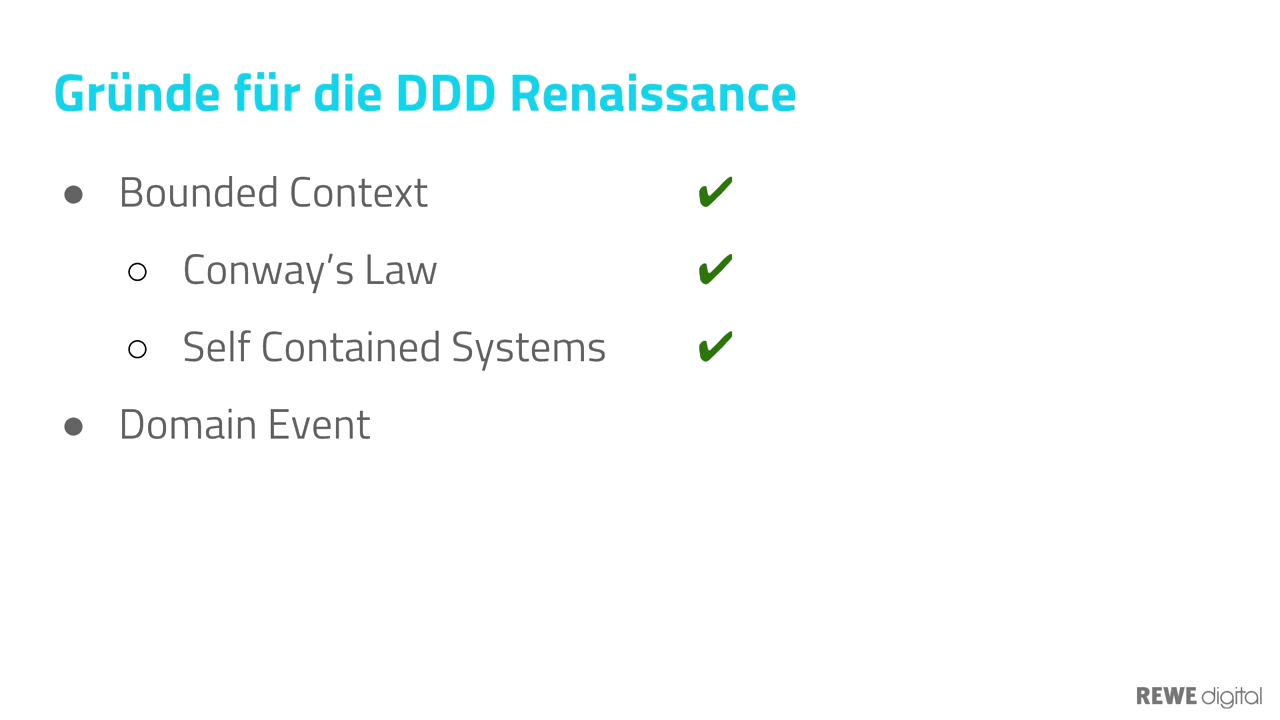 Gründe für die DDD Renaissance
● Bounded Context ✔
○ Conway’s Law ✔
○ Self Contained Systems ✔
● Domain Event
REWE digital